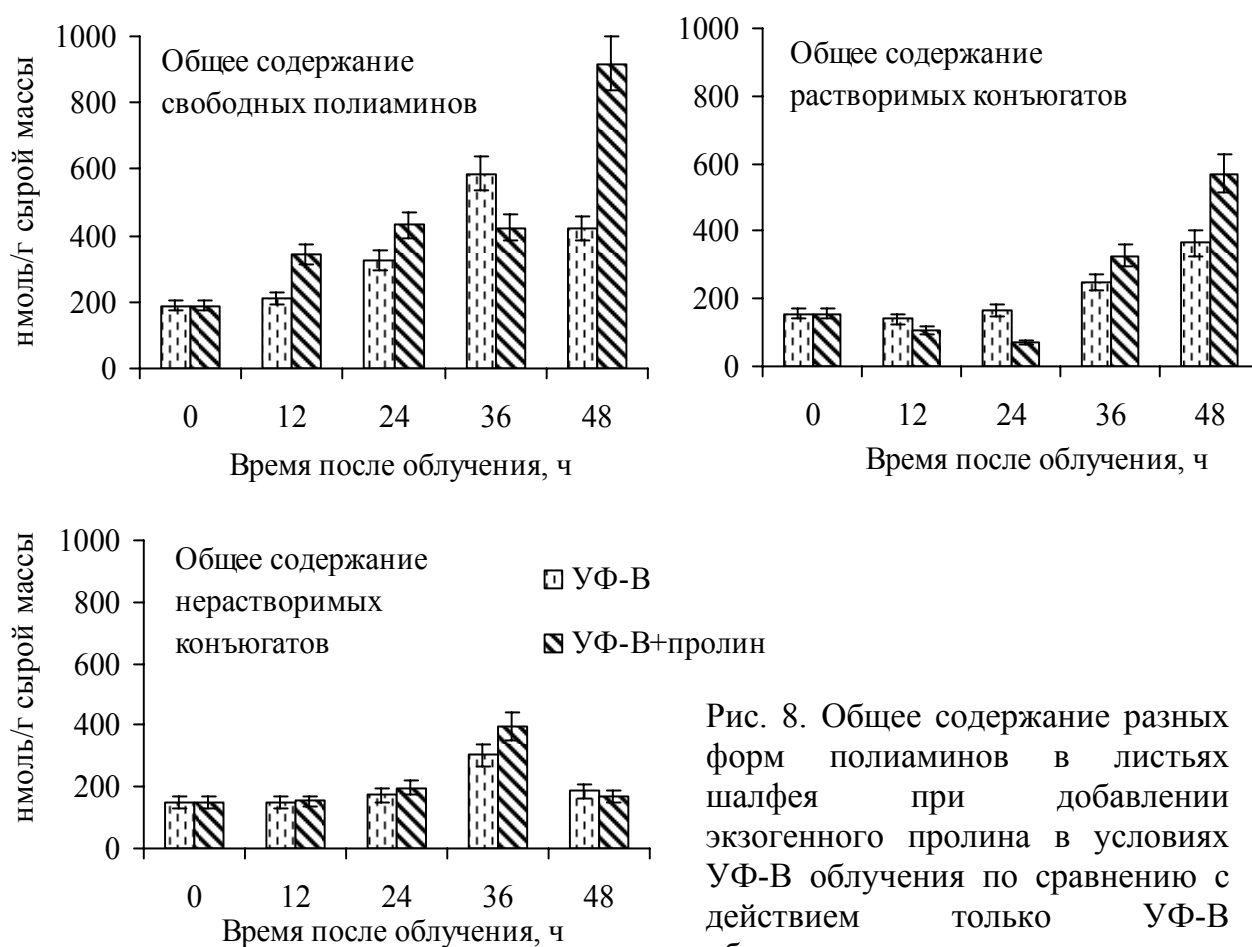 1000
800
600
400
200
0
нмоль/г сырой массы
Общее содержание
свободных полиаминов
0 12 24 36 48
Время после облучения, ч
1000
800
600
400
200
0
Общее содержание
растворимых конъюгатов
0 12 24 36 48
Время после облучения, ч
1000
800
600
400
200
0
нмоль/г сырой массы
Общее содержание
нерастворимых
конъюгатов
УФ-В
УФ-В+пролин
0 12 24 36 48
Время после облучения, ч
Рис. 8. Общее содержание разных
форм полиаминов в листьях
шалфея при добавлении
экзогенного пролина в условиях
УФ-В облучения по сравнению с
действием только УФ-В